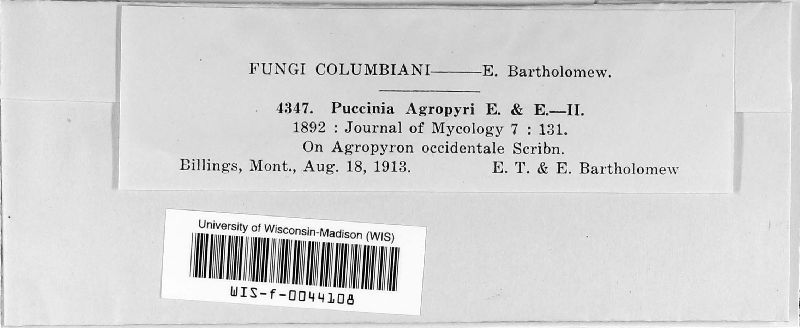 FUNGI COLUMBIANI——E. Bartholomew.
4347. Puccinia Agropyri E. & E.—II.
1892 : Journal of Mycology 7 : 131.
On Agropyron occidentale Scribn.
Billings, Mont., Aug. 18, 1913. E. T. & E. Bartholomew
University of Wisconsin-Madison (WIS)
WIS-f-0044108